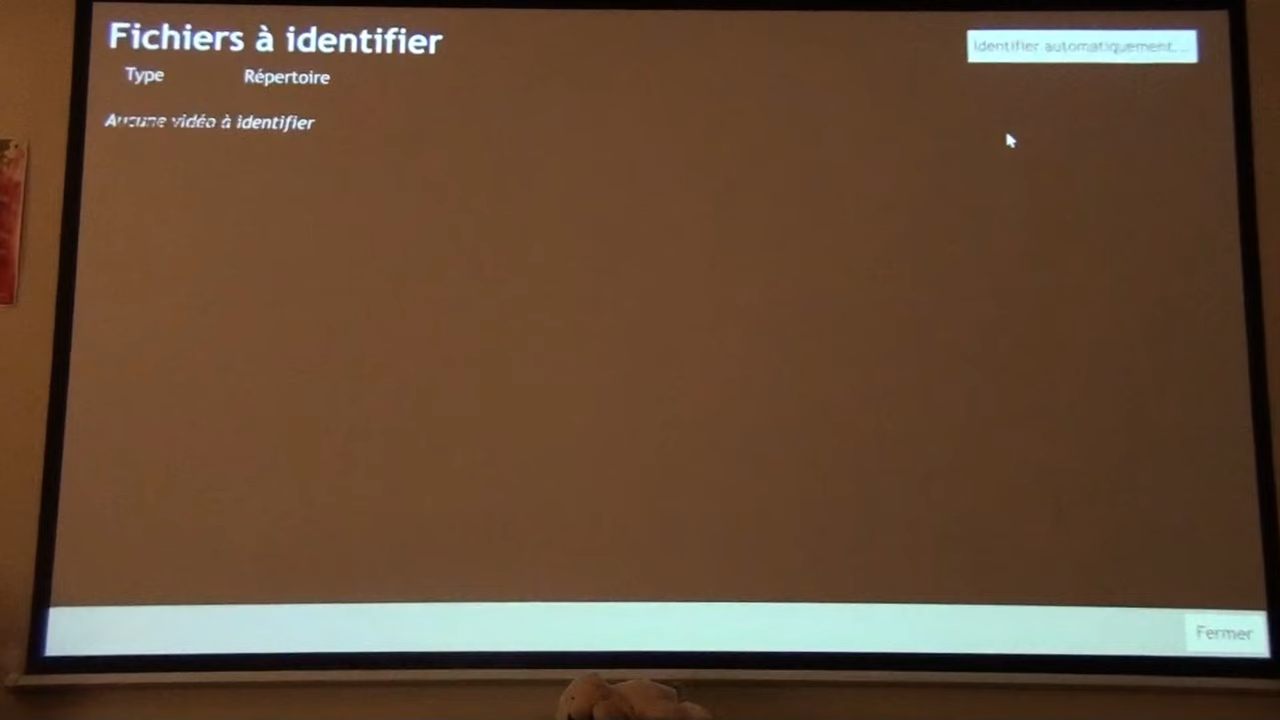 Fichiers à identifier
Identifier automatiquement...
Type Répertoire
Aucune vidéo à identifier
Fermer